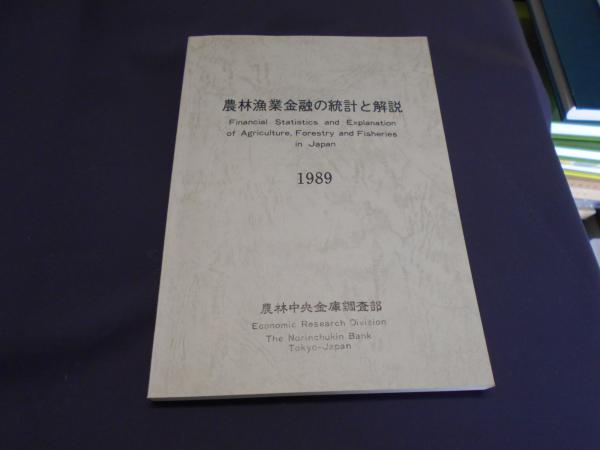 農林漁業金融の統計と解説
Financial Statistics and Explanation
of Agriculture, Forestry and Fisheries
in Japan
1989
農林中央金庫調査部
Economic Research Division
The Norinchukin Bank
Tokyo-Japan